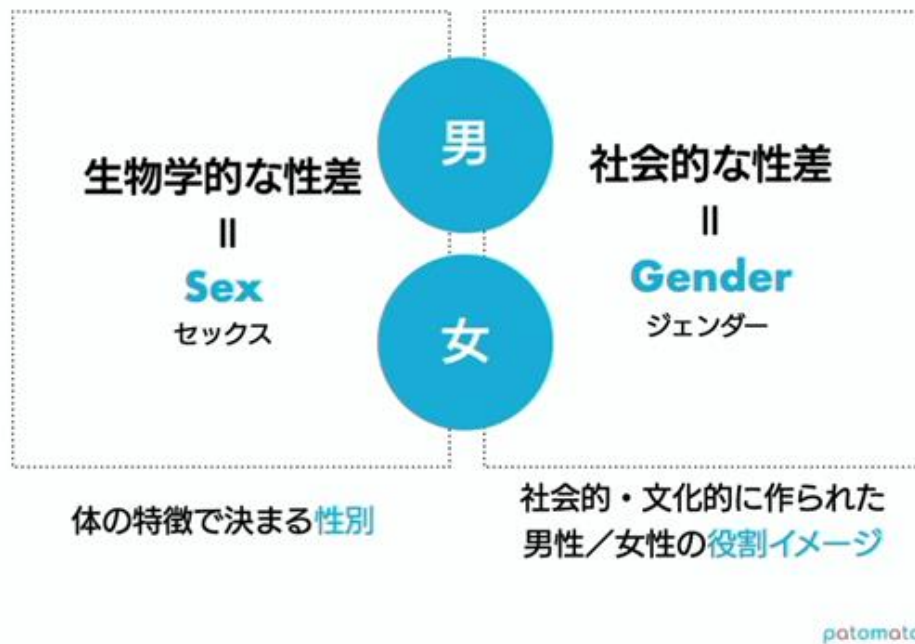 生物学的な性差
=
Sex
セックス
男
女
社会的な性差
=
Gender
ジェンダー
体の特徴で決まる性別
社会的・文化的に作られた
男性／女性の役割イメージ
patomato